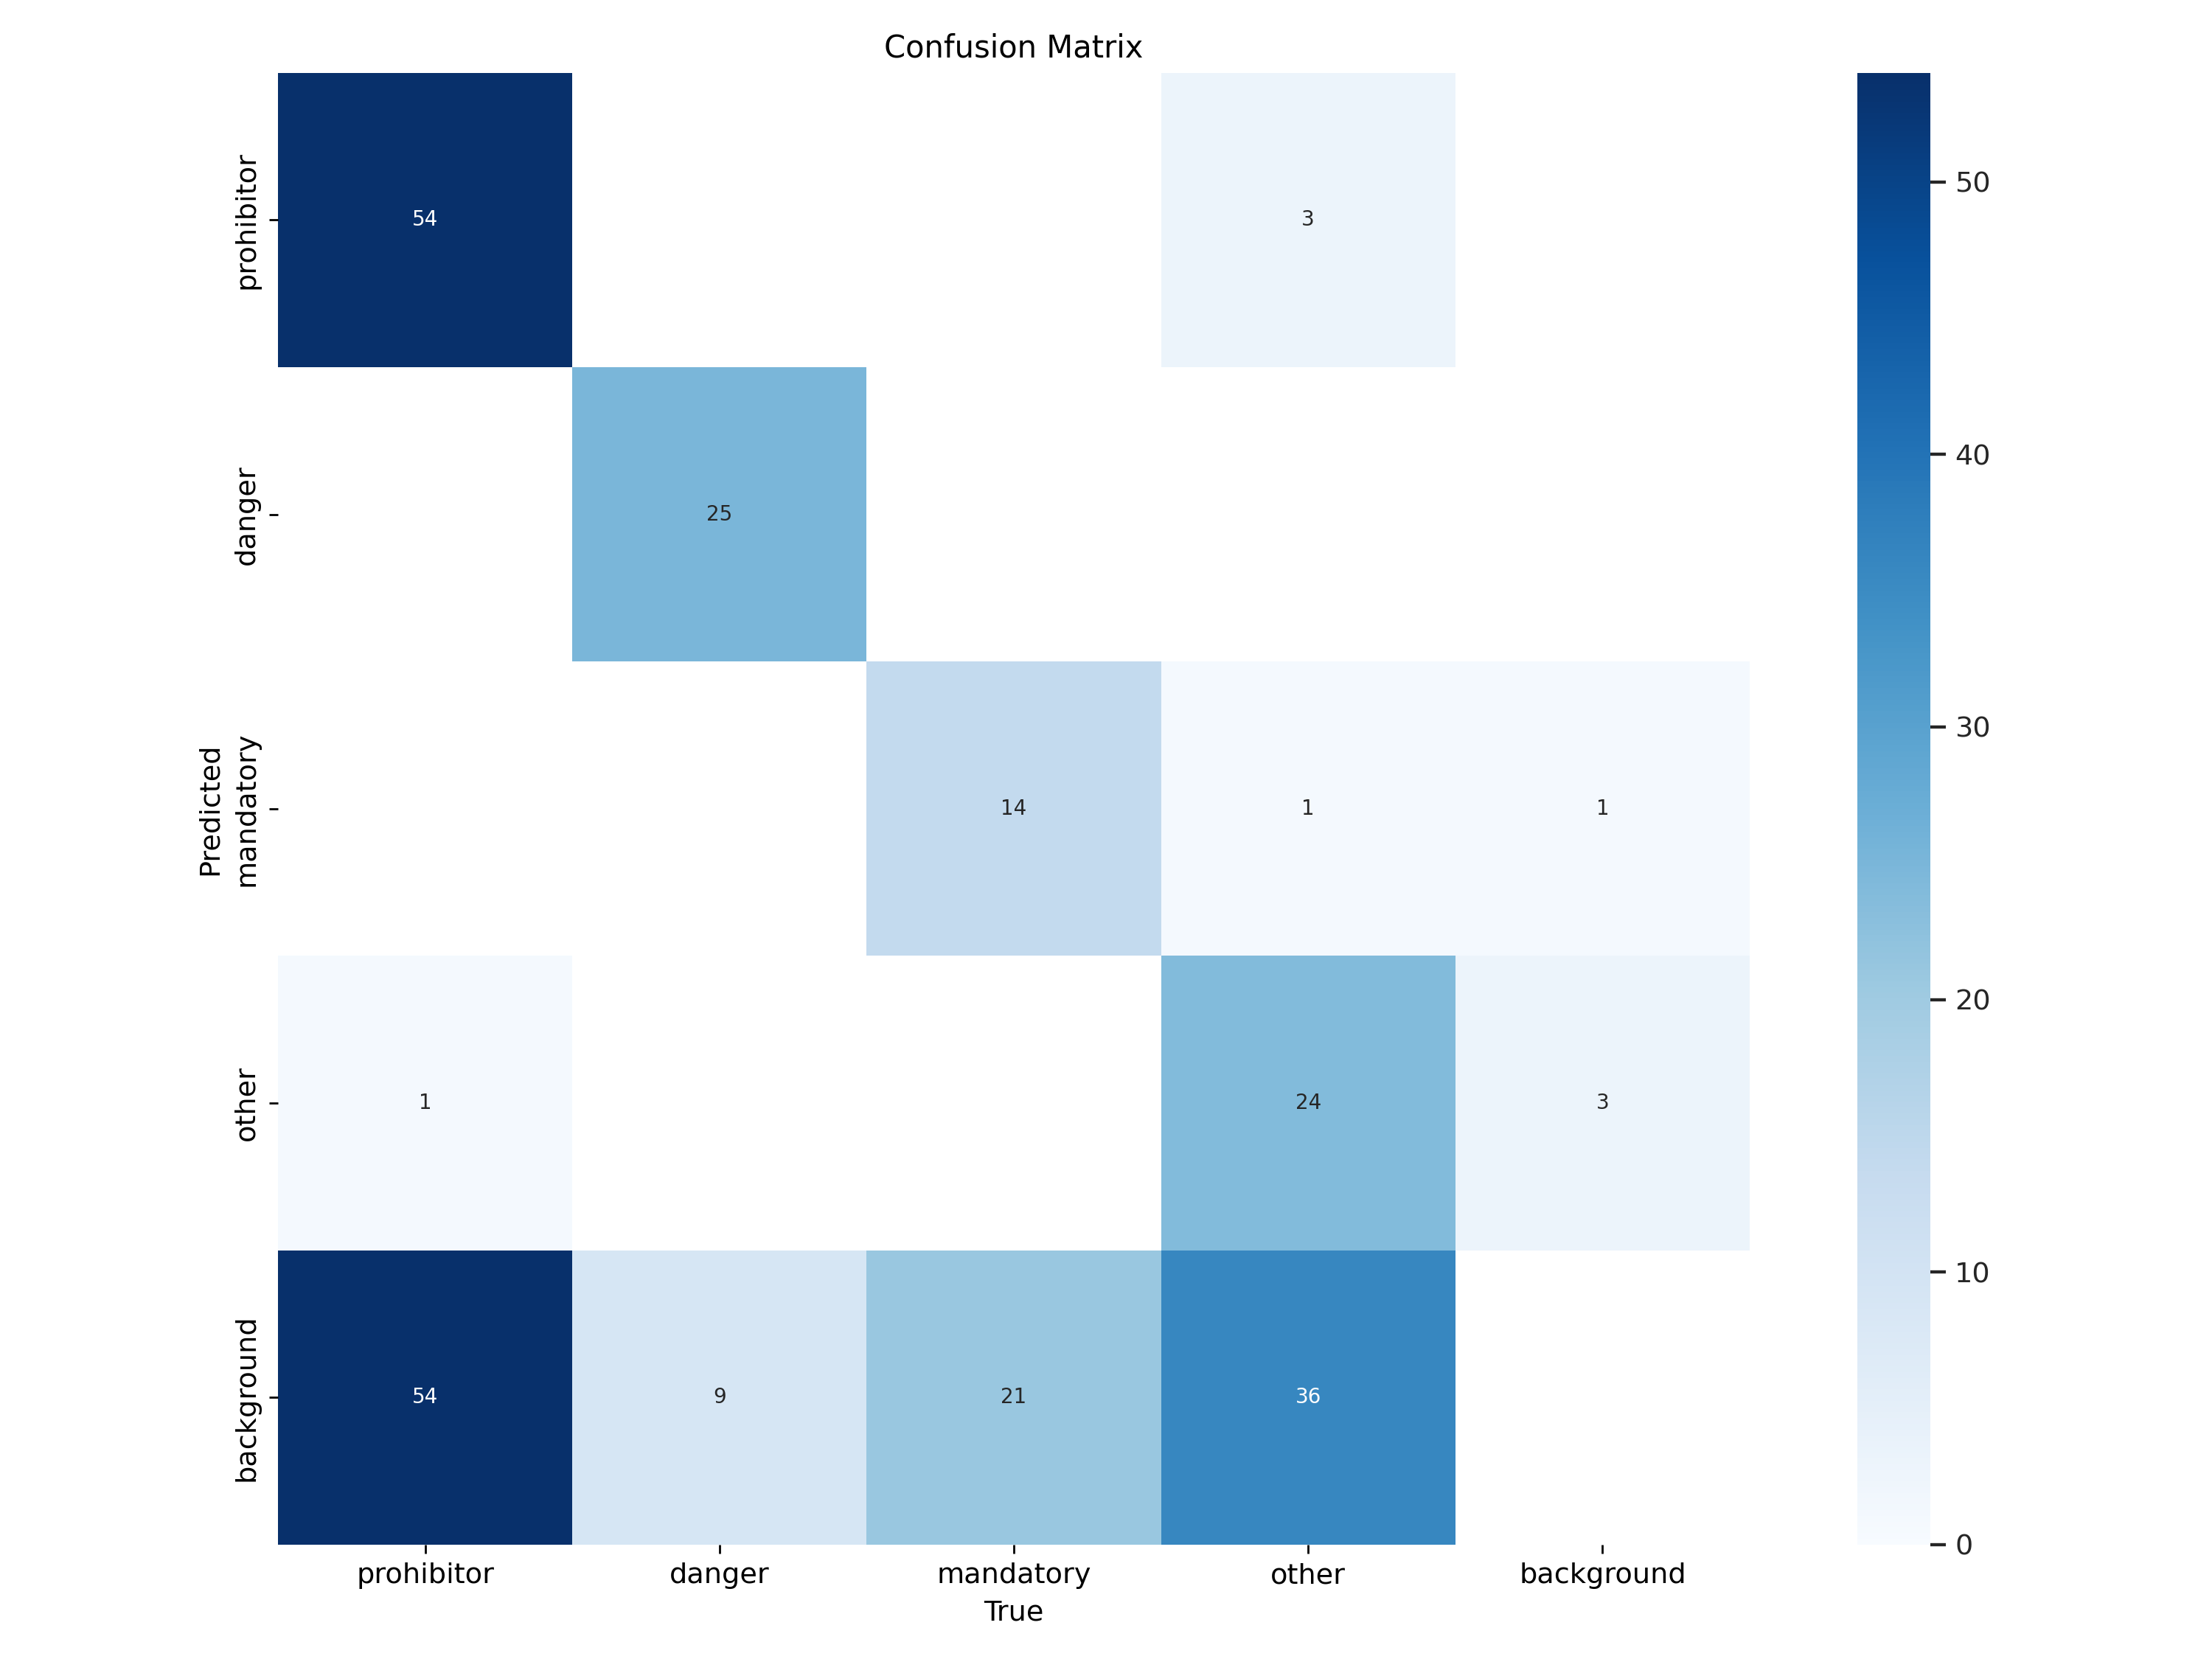 Confusion Matrix
prohibitor
54
3
danger
25
Predicted
mandatory
14
1
1
other
1
24
3
background
54
9
21
36
prohibitor
danger
mandatory
other
background
True
50
40
30
20
10
0